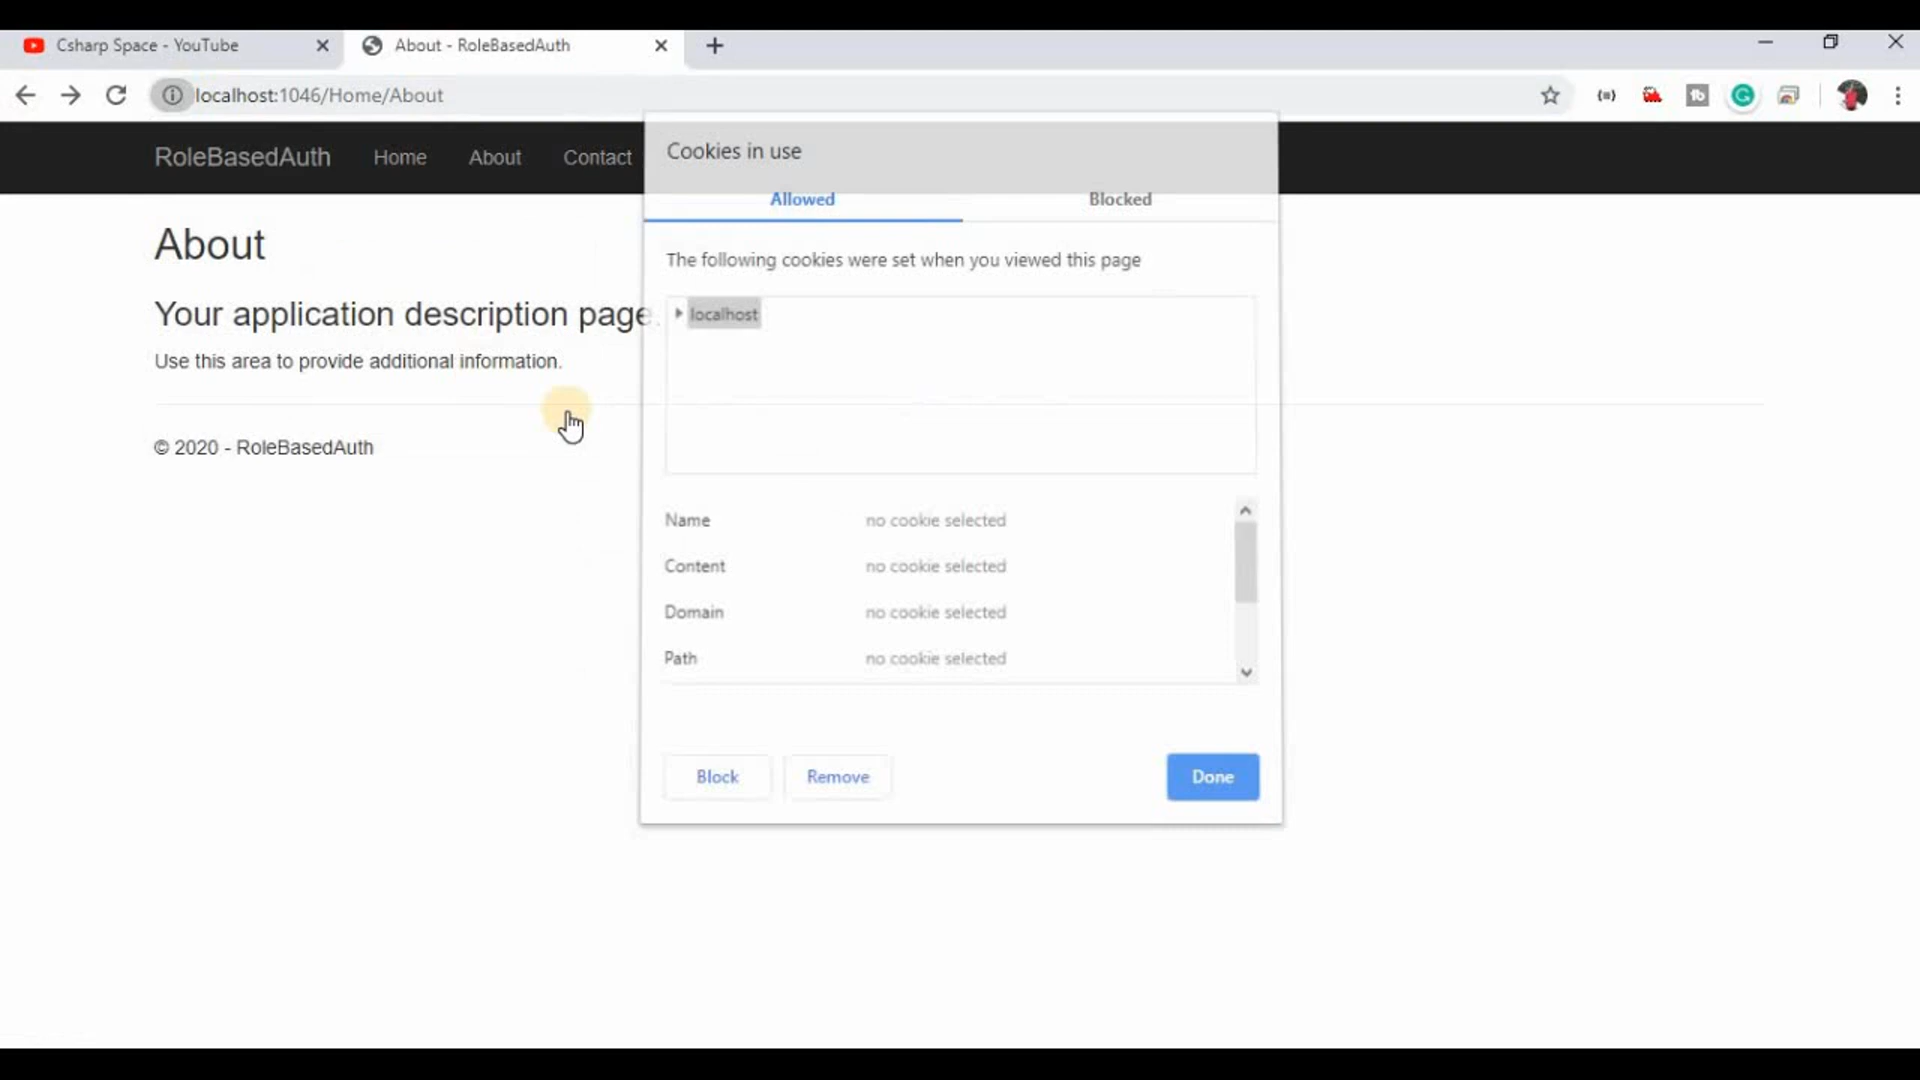 Csharp Space - YouTube
About - RoleBasedAuth
localhost:1046/Home/About
RoleBasedAuth Home About Contact
About
Your application description page.
Use this area to provide additional information.
© 2020 - RoleBasedAuth
Cookies in use
Allowed Blocked
The following cookies were set when you viewed this page
localhost
Name no cookie selected
Content no cookie selected
Domain no cookie selected
Path no cookie selected
Block Remove Done